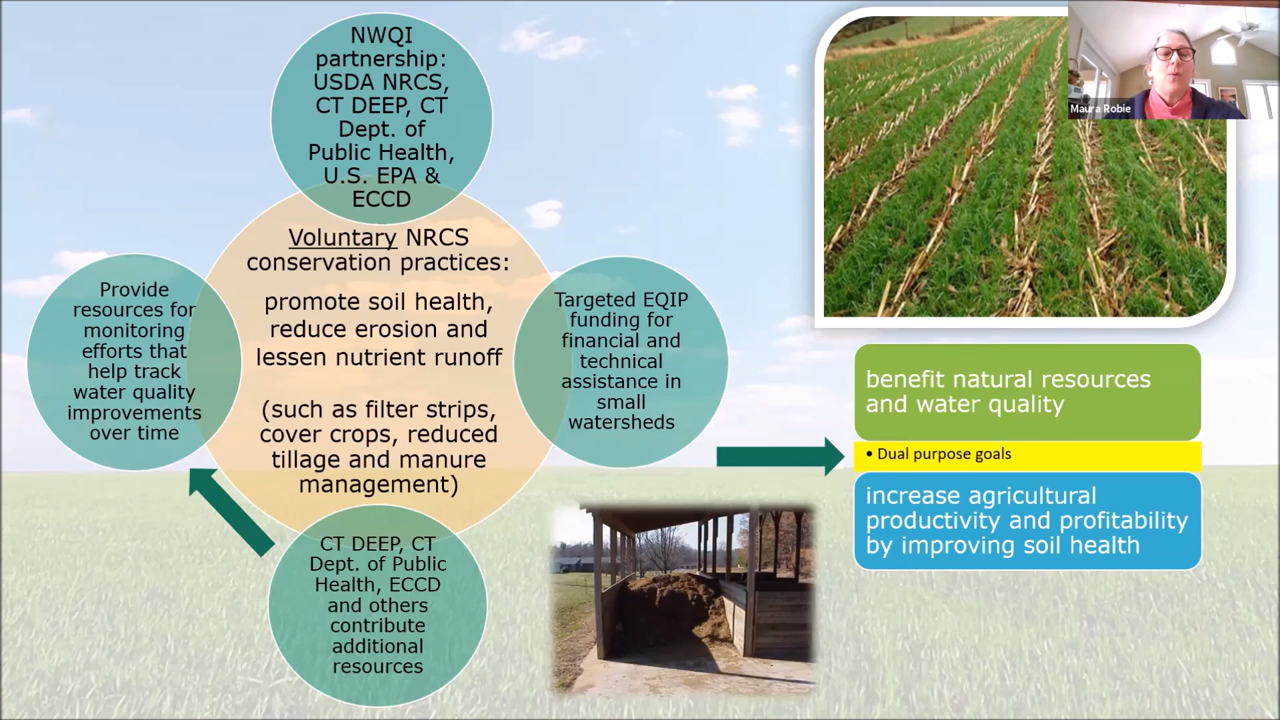 NWQI
partnership:
USDA NRCS,
CT DEEP, CT
Dept. of
Public Health,
U.S. EPA &
ECCD
Voluntary NRCS
conservation practices:
promote soil health,
reduce erosion and
lessen nutrient runoff
(such as filter strips,
cover crops, reduced
tillage and manure
management)
Provide
resources for
monitoring
efforts that
help track
water quality
improvements
over time
Targeted EQIP
funding for
financial and
technical
assistance in
small
watersheds
CT DEEP, CT
Dept. of Public
Health, ECCD
and others
contribute
additional
resources
Maura Robie
benefit natural resources
and water quality
• Dual purpose goals
increase agricultural
productivity and profitability
by improving soil health